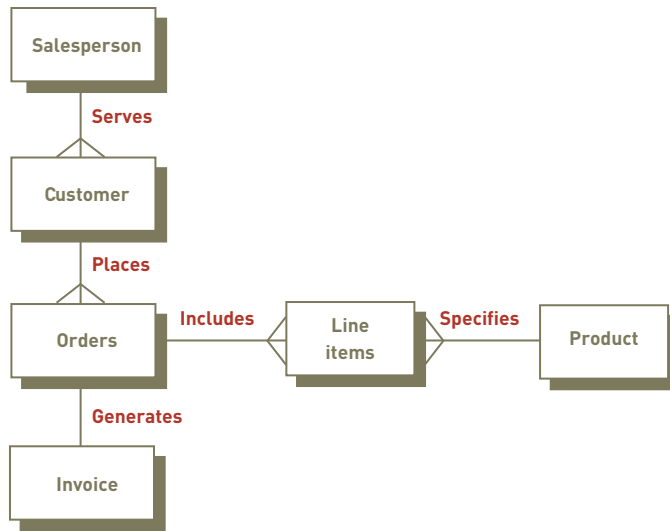 Salesperson
Serves
Customer
Places
Orders
Includes
Line
items
Specifies
Product
Generates
Invoice